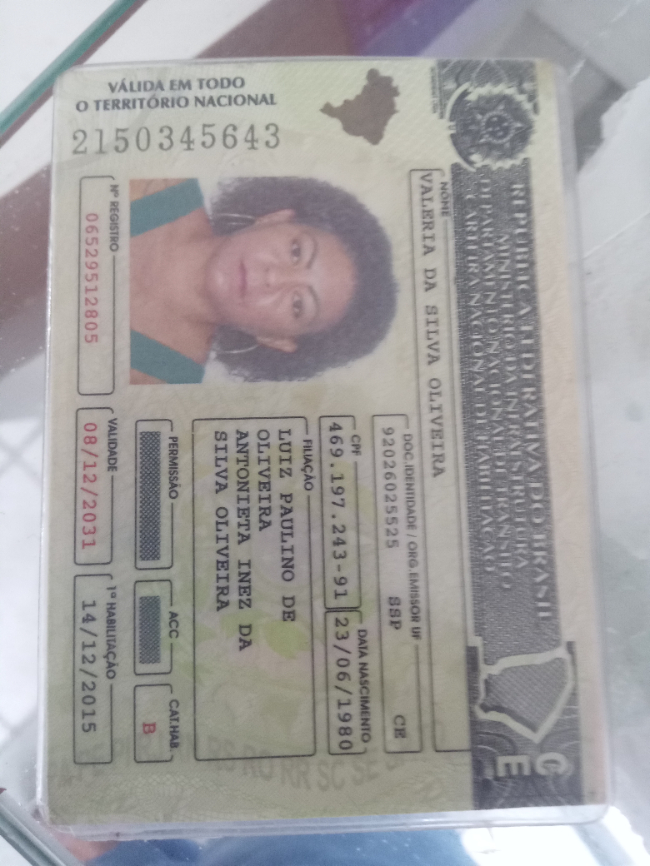 REPÚBLICA FEDERATIVA DO BRASIL
MINISTÉRIO DA INFRAESTRUTURA
DEPARTAMENTO NACIONAL DE TRÂNSITO
CARTEIRA NACIONAL DE HABILITAÇÃO
CE
NOME
VALERIA DA SILVA OLIVEIRA
DOC. IDENTIDADE / ORG. EMISSOR UF
92026025525 SSP CE
CPF
469.197.243-91
DATA NASCIMENTO
23/06/1980
FILIAÇÃO
LUIZ PAULINO DE
OLIVEIRA
ANTONIETA INEZ DA
SILVA OLIVEIRA
PERMISSÃO
ACC
CAT. HAB.
B
Nº REGISTRO
06529512805
VALIDADE
08/12/2031
1ª HABILITAÇÃO
14/12/2015
VÁLIDA EM TODO
O TERRITÓRIO NACIONAL
2150345643
RS RO RR SC SE